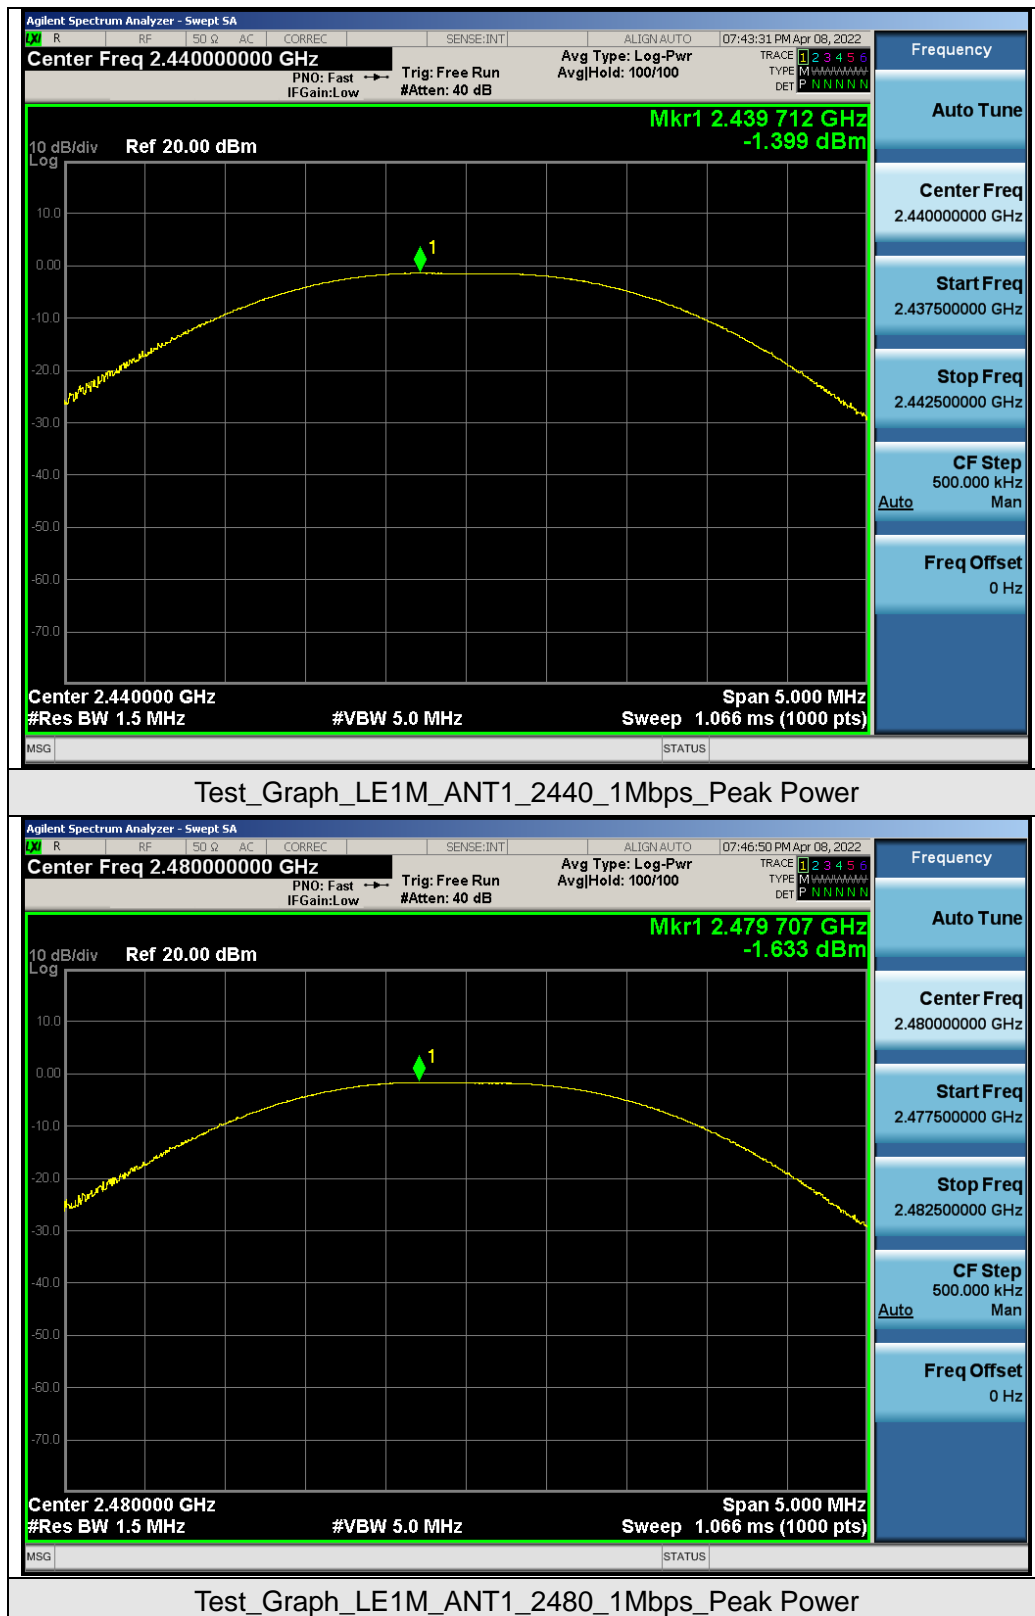 Agilent Spectrum Analyzer - Swept SA
LXI R RF 50 Ω AC CORREC SENSE:INT ALIGN AUTO 07:43:31 PM Apr 08, 2022
Center Freq 2.440000000 GHz
PNO: Fast
IFGain:Low
Trig: Free Run
#Atten: 40 dB
Avg Type: Log-Pwr
Avg|Hold: 100/100
TRACE 1 2 3 4 5 6
TYPE M WWWWW
DET P N N N N N
Mkr1 2.439 712 GHz
-1.399 dBm
10 dB/div Ref 20.00 dBm
Log
10.0
0.00
-10.0
-20.0
-30.0
-40.0
-50.0
-60.0
-70.0
1
Center 2.440000 GHz Span 5.000 MHz
#Res BW 1.5 MHz #VBW 5.0 MHz Sweep 1.066 ms (1000 pts)
MSG STATUS
Frequency
Auto Tune
Center Freq
2.440000000 GHz
Start Freq
2.437500000 GHz
Stop Freq
2.442500000 GHz
CF Step
500.000 kHz
Auto Man
Freq Offset
0 Hz
Test_Graph_LE1M_ANT1_2440_1Mbps_Peak Power
Agilent Spectrum Analyzer - Swept SA
LXI R RF 50 Ω AC CORREC SENSE:INT ALIGN AUTO 07:46:50 PM Apr 08, 2022
Center Freq 2.480000000 GHz
PNO: Fast
IFGain:Low
Trig: Free Run
#Atten: 40 dB
Avg Type: Log-Pwr
Avg|Hold: 100/100
TRACE 1 2 3 4 5 6
TYPE M WWWWW
DET P N N N N N
Mkr1 2.479 707 GHz
-1.633 dBm
10 dB/div Ref 20.00 dBm
Log
10.0
0.00
-10.0
-20.0
-30.0
-40.0
-50.0
-60.0
-70.0
1
Center 2.480000 GHz Span 5.000 MHz
#Res BW 1.5 MHz #VBW 5.0 MHz Sweep 1.066 ms (1000 pts)
MSG STATUS
Frequency
Auto Tune
Center Freq
2.480000000 GHz
Start Freq
2.477500000 GHz
Stop Freq
2.482500000 GHz
CF Step
500.000 kHz
Auto Man
Freq Offset
0 Hz
Test_Graph_LE1M_ANT1_2480_1Mbps_Peak Power